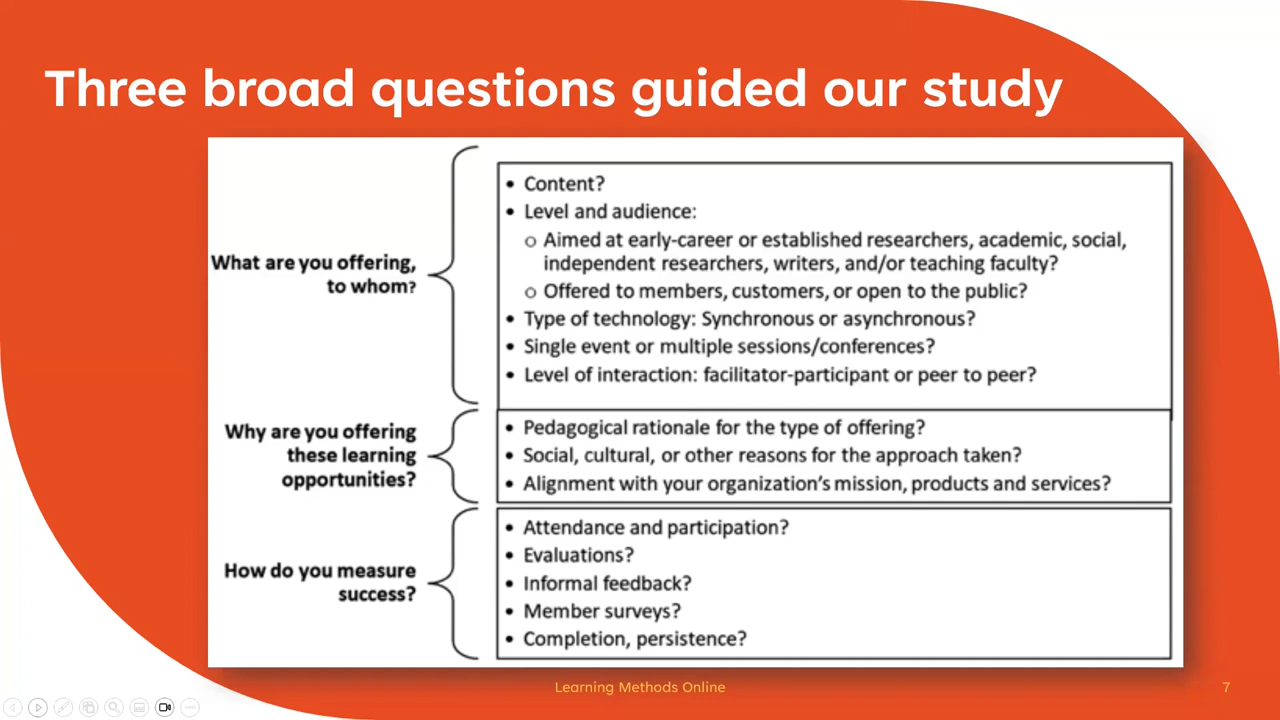 Three broad questions guided our study
What are you offering,
to whom?
• Content?
• Level and audience:
o Aimed at early-career or established researchers, academic, social,
independent researchers, writers, and/or teaching faculty?
o Offered to members, customers, or open to the public?
• Type of technology: Synchronous or asynchronous?
• Single event or multiple sessions/conferences?
• Level of interaction: facilitator-participant or peer to peer?
Why are you offering
these learning
opportunities?
• Pedagogical rationale for the type of offering?
• Social, cultural, or other reasons for the approach taken?
• Alignment with your organization's mission, products and services?
How do you measure
success?
• Attendance and participation?
• Evaluations?
• Informal feedback?
• Member surveys?
• Completion, persistence?
Learning Methods Online
7